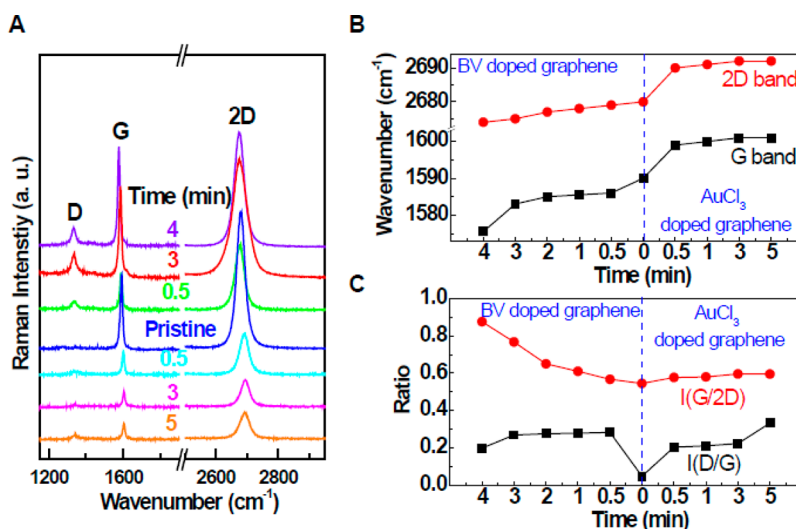 A
//
D
G
2D
Time (min)
4
3
0.5
Pristine
0.5
3
5
Raman Intenstiy (a. u.)
1200
1600
2600
2800
//
Wavenumber (cm-1)
B
BV doped graphene
2D band
G band
AuCl3
doped graphene
2690
2680
1600
1590
1580
Wavenumber (cm-1)
4 3 2 1 0.5 0 0.5 1 3 5
Time (min)
C
BV doped graphene
AuCl3
doped graphene
I(G/2D)
I(D/G)
1.0
0.8
0.6
0.4
0.2
0.0
Ratio
4 3 2 1 0.5 0 0.5 1 3 5
Time (min)